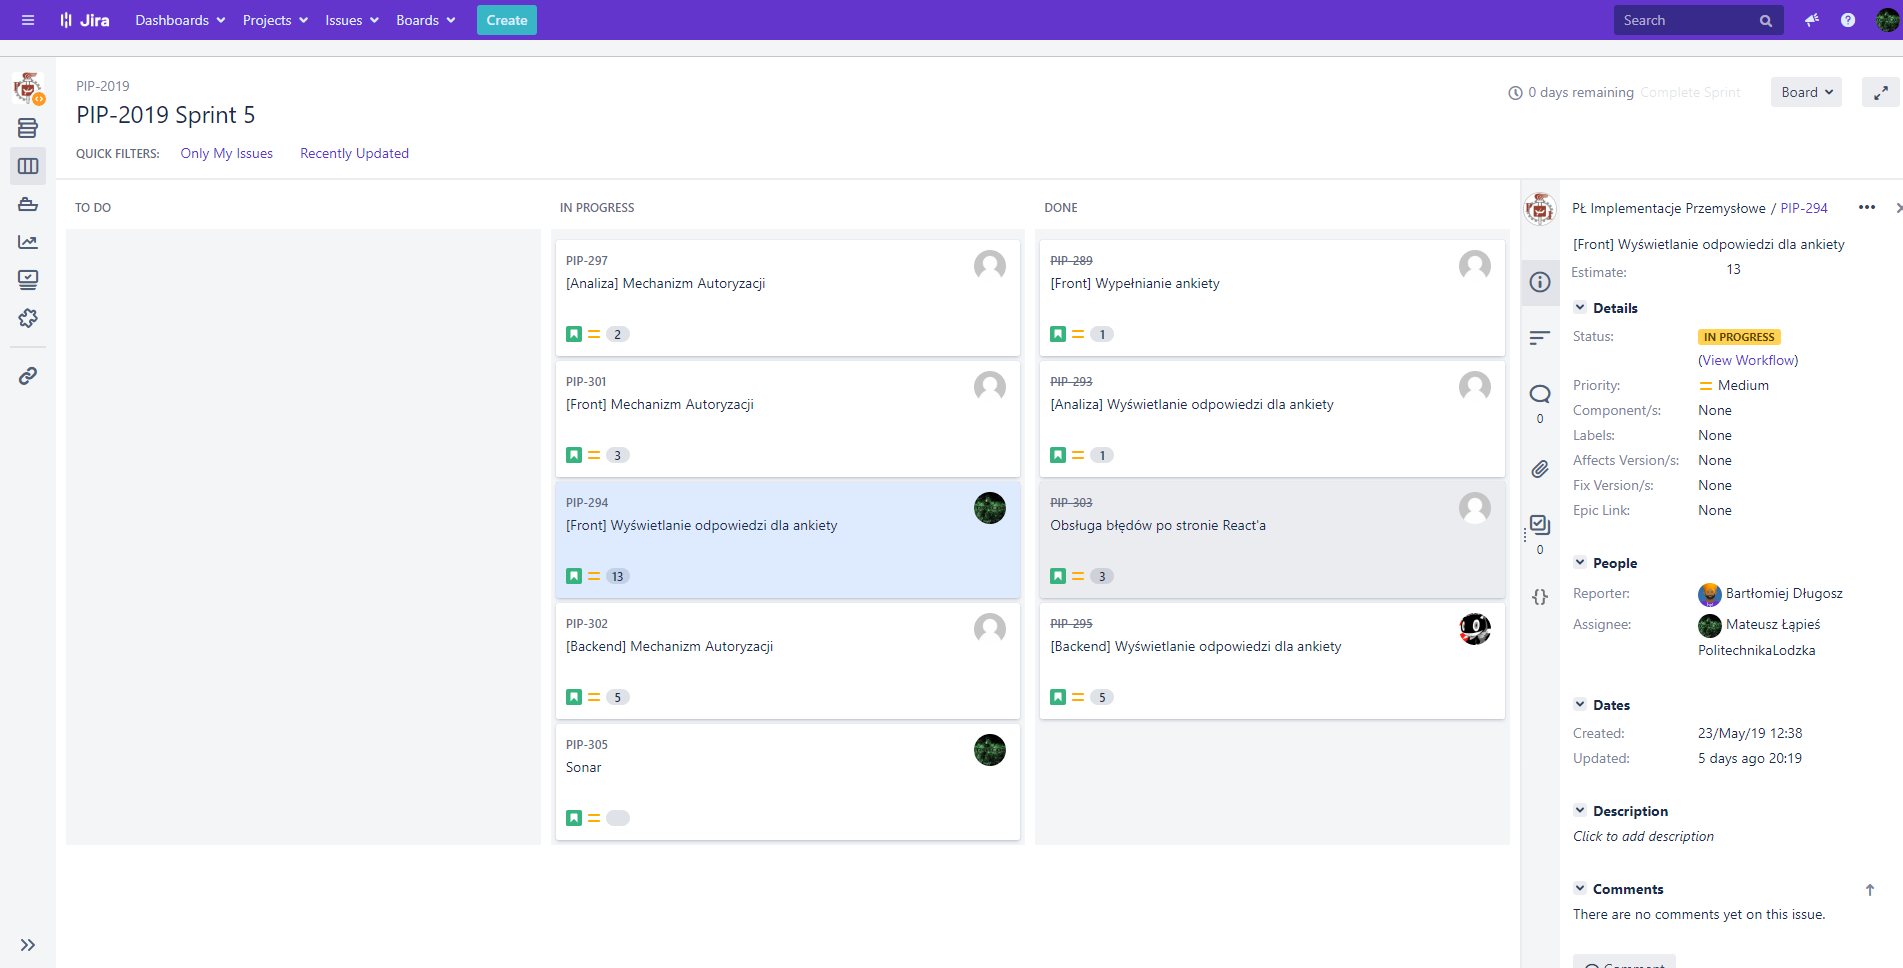 Jira Dashboards Projects Issues Boards Create Search
PIP-2019
PIP-2019 Sprint 5
0 days remaining Complete Sprint Board
QUICK FILTERS: Only My Issues Recently Updated
TO DO
IN PROGRESS
PIP-297
[Analiza] Mechanizm Autoryzacji
2
PIP-301
[Front] Mechanizm Autoryzacji
3
PIP-294
[Front] Wyświetlanie odpowiedzi dla ankiety
13
PIP-302
[Backend] Mechanizm Autoryzacji
5
PIP-305
Sonar
DONE
PIP-289
[Front] Wypełnianie ankiety
1
PIP-293
[Analiza] Wyświetlanie odpowiedzi dla ankiety
1
PIP-303
Obsługa błędów po stronie React'a
3
PIP-295
[Backend] Wyświetlanie odpowiedzi dla ankiety
5
0
0
PŁ Implementacje Przemysłowe / PIP-294
[Front] Wyświetlanie odpowiedzi dla ankiety
Estimate: 13
Details
Status: IN PROGRESS
(View Workflow)
Priority: Medium
Component/s: None
Labels: None
Affects Version/s: None
Fix Version/s: None
Epic Link: None
People
Reporter: Bartłomiej Długosz
Assignee: Mateusz Łąpieś
PolitechnikaLodzka
Dates
Created: 23/May/19 12:38
Updated: 5 days ago 20:19
Description
Click to add description
Comments
There are no comments yet on this issue.
Comment